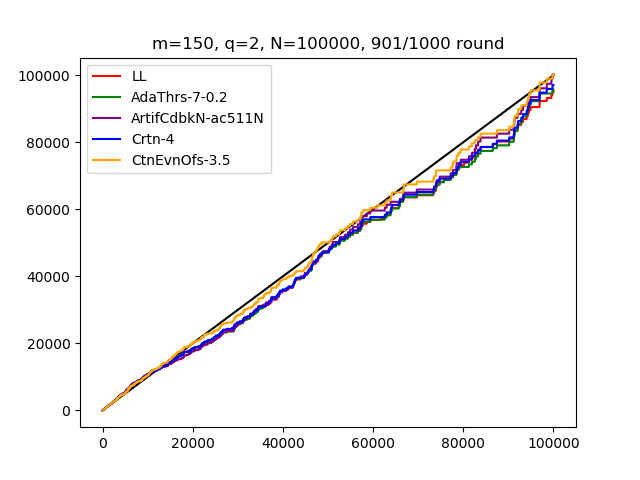 m=150, q=2, N=100000, 901/1000 round
100000
80000
60000
40000
20000
0
LL
AdaThrs-7-0.2
ArtifCdbkN-ac511N
Crtn-4
CtnEvnOfs-3.5
0 20000 40000 60000 80000 100000